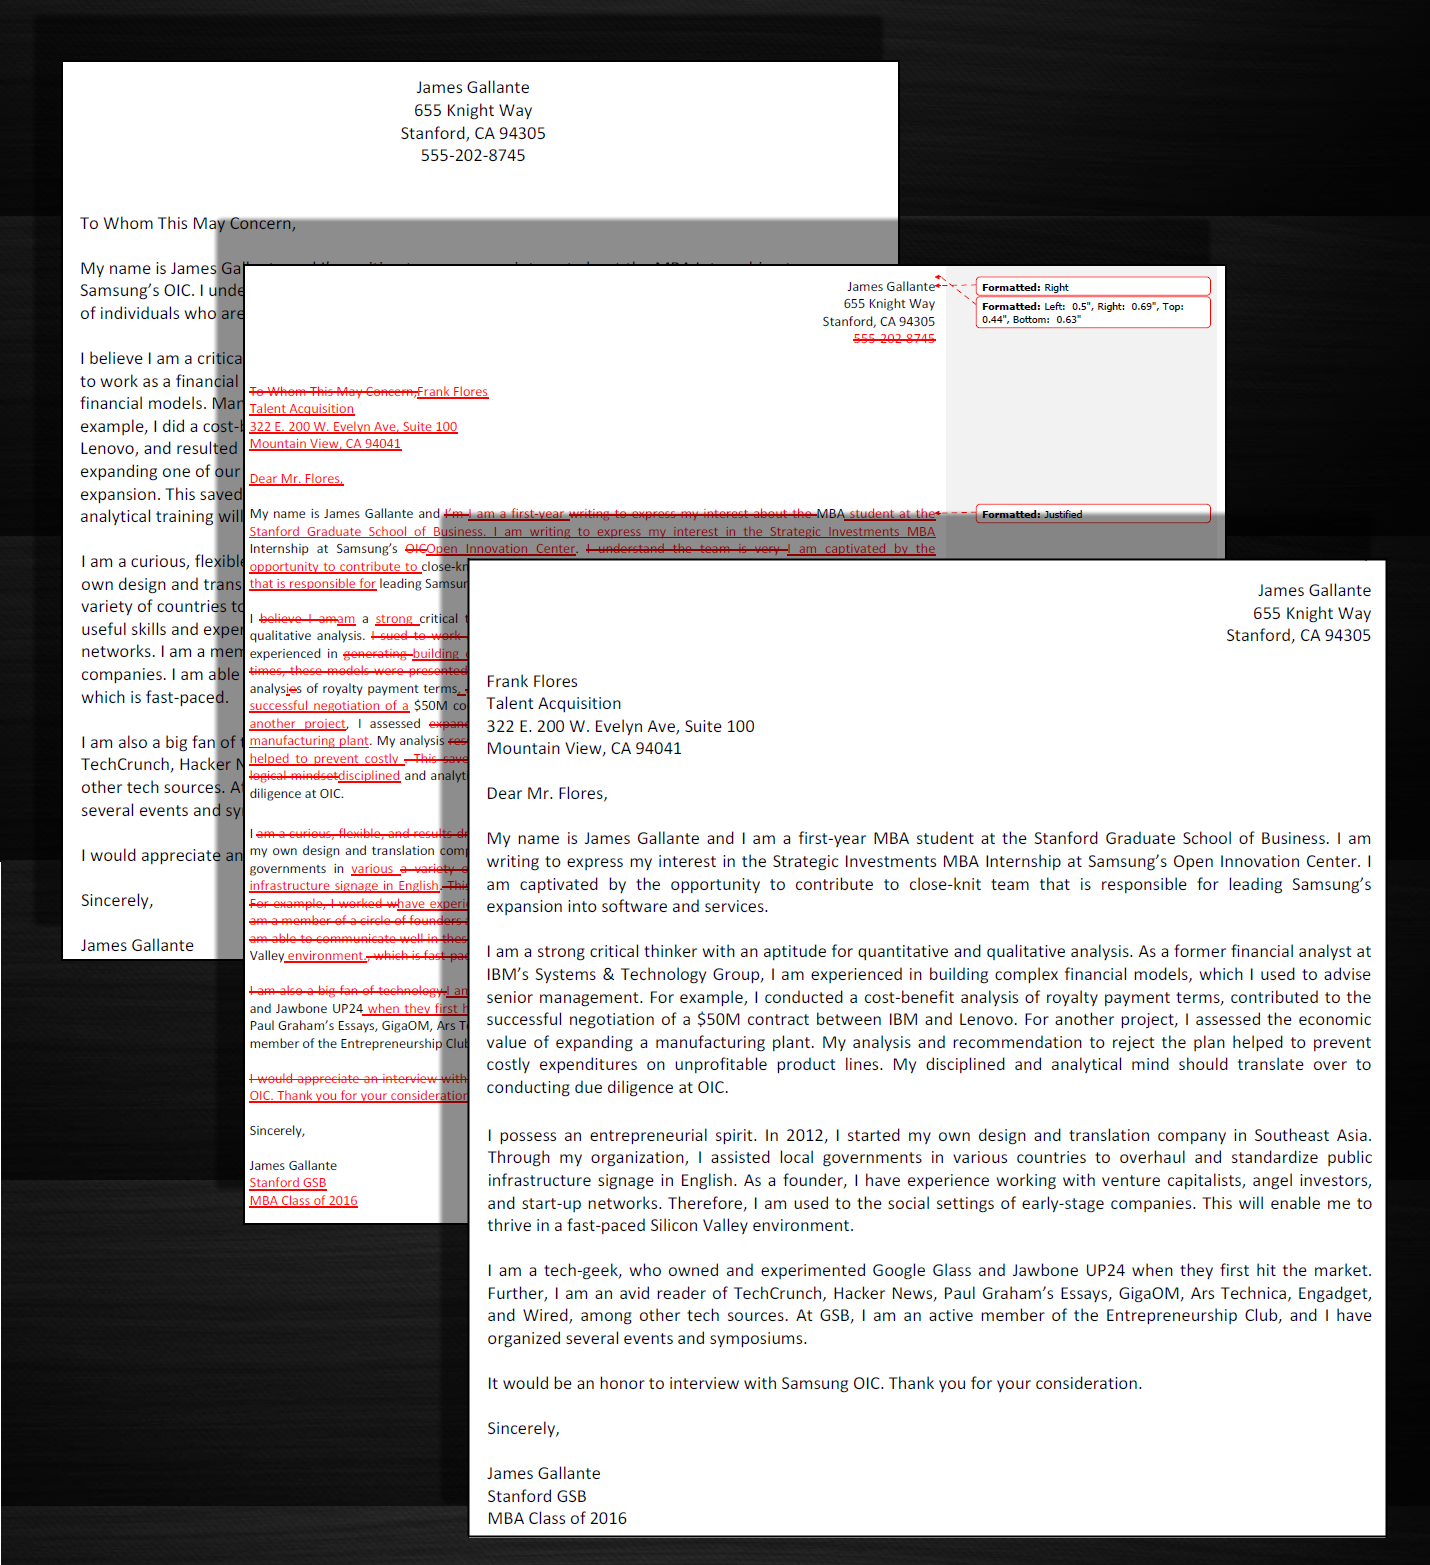 James Gallante
655 Knight Way
Stanford, CA 94305
555-202-8745
To Whom This May Concern,
My name is James
Samsung's OIC. I
of individuals who are
I believe I am a
to work as a financial
financial models.
example, I did a
Lenovo, and resulted
expanding one of our
expansion. This saved
analytical training will
I am a curious, flexible
own design and
variety of countries to
useful skills and
networks. I am a
companies. I am able
which is fast-paced.
I am also a big fan of
TechCrunch, Hacker
other tech sources. At
several events and
I would appreciate an
Sincerely,
James Gallante
James Gallante
655 Knight Way
Stanford, CA 94305
555-202-8745
Formatted: Right
Formatted: Left: 0.5", Right: 0.69", Top:
0.44", Bottom: 0.63"
To Whom This May Concern,Frank Flores
Talent Acquisition
322 E. 200 W. Evelyn Ave, Suite 100
Mountain View, CA 94041
Dear Mr. Flores,
My name is James Gallante and I'm I am a first-year writing to express my interest about the MBA student at the
Formatted: Justified
Stanford Graduate School of Business. I am writing to express my interest in the Strategic Investments MBA
Internship at Samsung's OICOpen Innovation Center. I understand the team is very I am captivated by the
opportunity to contribute to
that is responsible for leading
I believe I amam a strong critical
qualitative analysis. I sued to work
experienced in generating building
times, these models were presented
analysies of royalty payment terms,
successful negotiation of a $50M
another project, I assessed
manufacturing plant. My analysis
helped to prevent costly . This
logical mindsetdisciplined and
diligence at OIC.
I am a curious, flexible, and results
my own design and translation
governments in various a variety
infrastructure signage in English. This
For example, I worked whave
am a member of a circle of founders
am able to communicate well in
Valley environment., which is fast
I am also a big fan of technology.I
and Jawbone UP24 when they first
Paul Graham's Essays, GigaOM, Ars
member of the Entrepreneurship
I would appreciate an interview with
OIC. Thank you for your consideration
Sincerely,
James Gallante
Stanford GSB
MBA Class of 2016
James Gallante
655 Knight Way
Stanford, CA 94305
Frank Flores
Talent Acquisition
322 E. 200 W. Evelyn Ave, Suite 100
Mountain View, CA 94041
Dear Mr. Flores,
My name is James Gallante and I am a first-year MBA student at the Stanford Graduate School of Business. I am
writing to express my interest in the Strategic Investments MBA Internship at Samsung's Open Innovation Center. I
am captivated by the opportunity to contribute to close-knit team that is responsible for leading Samsung's
expansion into software and services.
I am a strong critical thinker with an aptitude for quantitative and qualitative analysis. As a former financial analyst at
IBM's Systems & Technology Group, I am experienced in building complex financial models, which I used to advise
senior management. For example, I conducted a cost-benefit analysis of royalty payment terms, contributed to the
successful negotiation of a $50M contract between IBM and Lenovo. For another project, I assessed the economic
value of expanding a manufacturing plant. My analysis and recommendation to reject the plan helped to prevent
costly expenditures on unprofitable product lines. My disciplined and analytical mind should translate over to
conducting due diligence at OIC.
I possess an entrepreneurial spirit. In 2012, I started my own design and translation company in Southeast Asia.
Through my organization, I assisted local governments in various countries to overhaul and standardize public
infrastructure signage in English. As a founder, I have experience working with venture capitalists, angel investors,
and start-up networks. Therefore, I am used to the social settings of early-stage companies. This will enable me to
thrive in a fast-paced Silicon Valley environment.
I am a tech-geek, who owned and experimented Google Glass and Jawbone UP24 when they first hit the market.
Further, I am an avid reader of TechCrunch, Hacker News, Paul Graham's Essays, GigaOM, Ars Technica, Engadget,
and Wired, among other tech sources. At GSB, I am an active member of the Entrepreneurship Club, and I have
organized several events and symposiums.
It would be an honor to interview with Samsung OIC. Thank you for your consideration.
Sincerely,
James Gallante
Stanford GSB
MBA Class of 2016